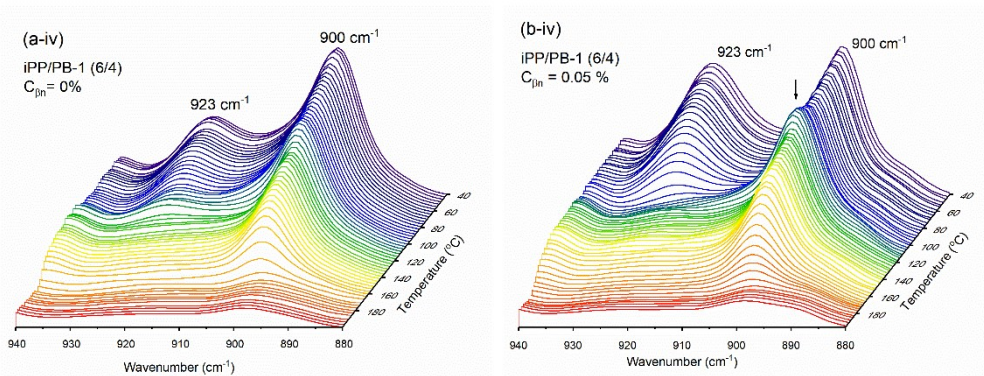 (a-iv)
iPP/PB-1 (6/4)
Cβn= 0%
900 cm-1
923 cm-1
40
60
80
100
120
140
160
180
Temperature (°C)
940
930
920
910
900
890
880
Wavenumber (cm-1)
(b-iv)
iPP/PB-1 (6/4)
Cβn = 0.05 %
923 cm-1
900 cm-1
40
60
80
100
120
140
160
180
Temperature (°C)
940
930
920
910
900
890
880
Wavenumber (cm-1)